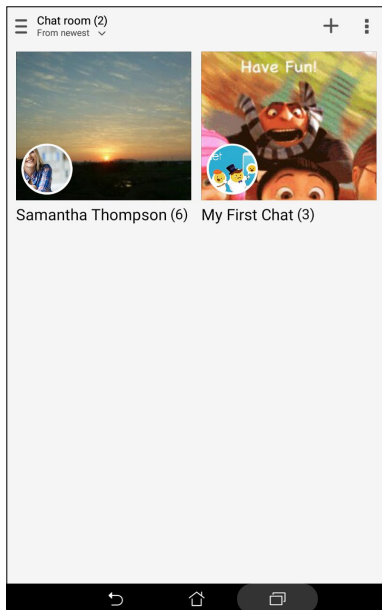 Chat room (2)
From newest
Have Fun!
Samantha Thompson (6)
My First Chat (3)